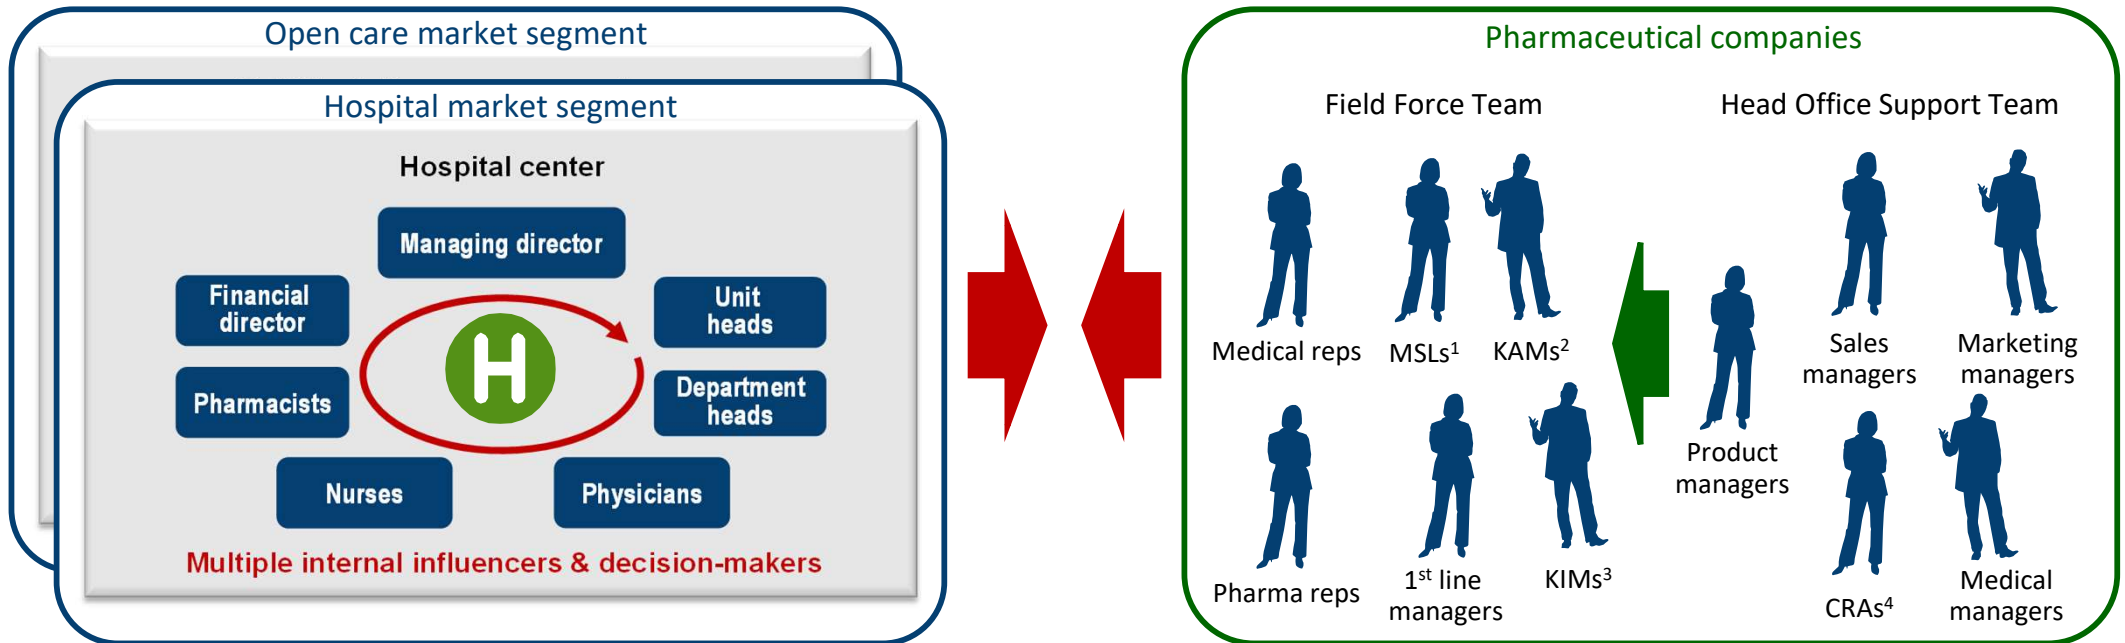 Open care market segment
Hospital market segment
Hospital center
Managing director
Financial
director
Unit
heads
Pharmacists
Department
heads
H
Nurses
Physicians
Multiple internal influencers & decision-makers
Pharmaceutical companies
Field Force Team
Medical reps
MSLs¹
KAMs²
Pharma reps
1st line
managers
KIMs³
Head Office Support Team
Product
managers
Sales
managers
Marketing
managers
CRAs⁴
Medical
managers